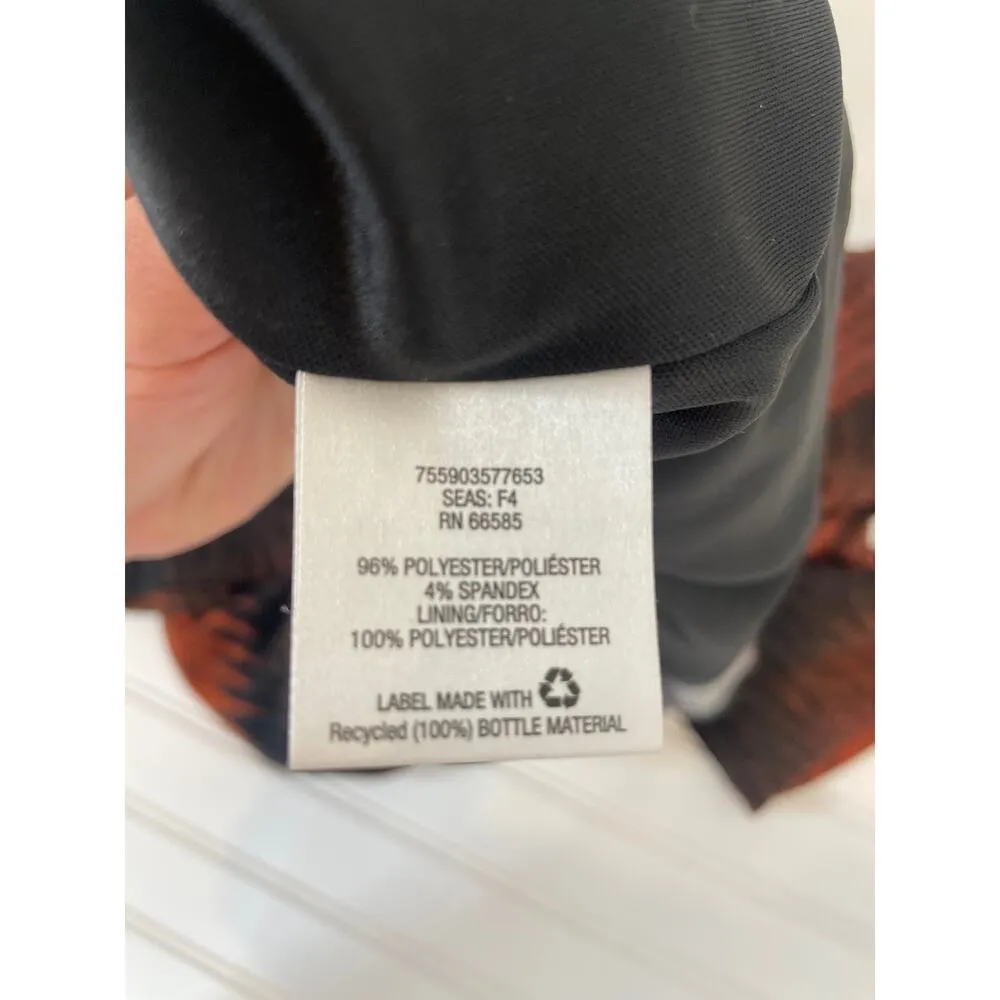 755903577653
SEAS: F4
RN 66585
96% POLYESTER/POLIÉSTER
4% SPANDEX
LINING/FORRO:
100% POLYESTER/POLIÉSTER
LABEL MADE WITH
Recycled (100%) BOTTLE MATERIAL